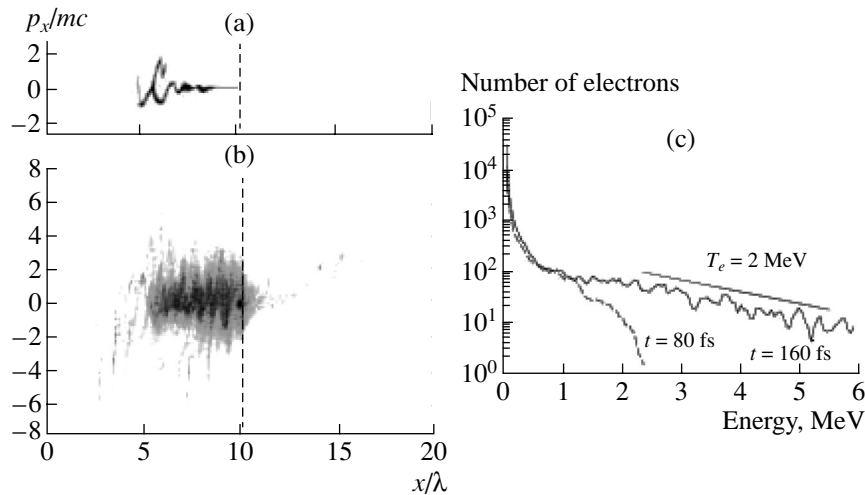 p_x/mc
(a)
2
0
−2
(b)
8
6
4
2
0
−2
−4
−6
−8
0 5 10 15 20
x/λ
Number of electrons
(c)
10^5
10^4
10^3
10^2
10^1
10^0
T_e = 2 MeV
t = 80 fs
t = 160 fs
0 1 2 3 4 5 6
Energy, MeV